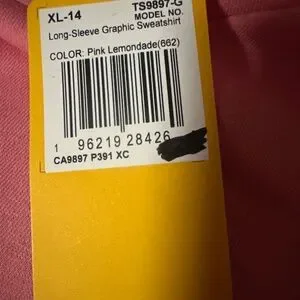 XL-14 TS9897-G
MODEL NO.
Long-Sleeve Graphic Sweatshirt
COLOR: Pink Lemondade(662)
1 96219 28426
CA9897 P391 XC